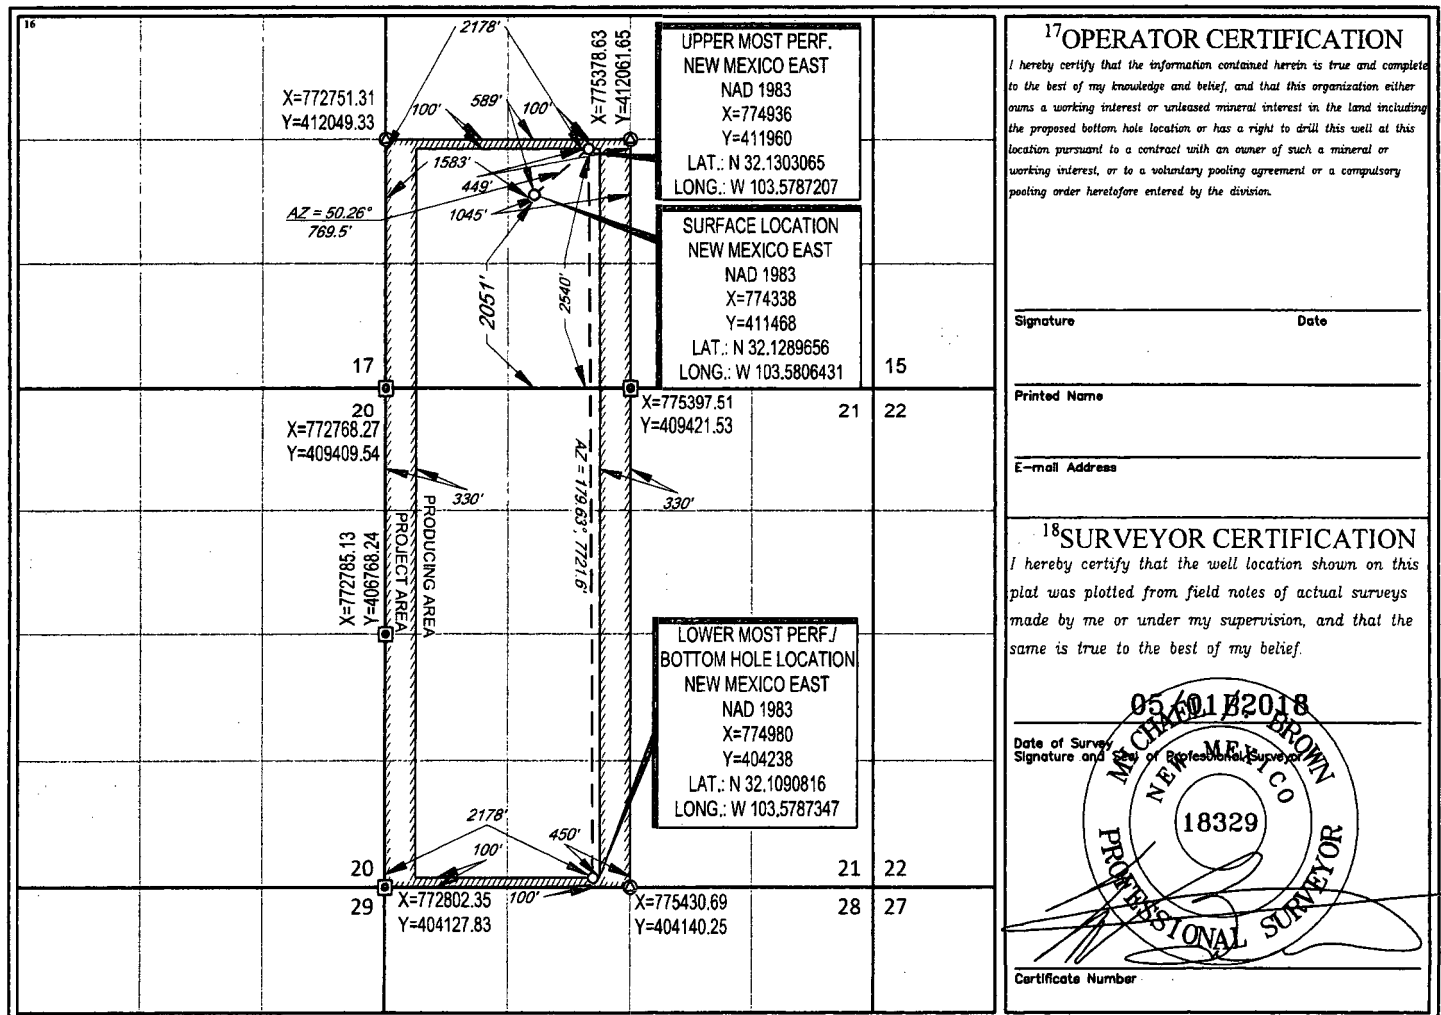 16
2178'
X=775378.63
Y=412061.65
X=772751.31
Y=412049.33
100'
589'
100'
1583'
449'
AZ = 50.26°
769.5'
1045'
2051'
2540'
UPPER MOST PERF.
NEW MEXICO EAST
NAD 1983
X=774936
Y=411960
LAT.: N 32.1303065
LONG.: W 103.5787207
SURFACE LOCATION
NEW MEXICO EAST
NAD 1983
X=774338
Y=411468
LAT.: N 32.1289656
LONG.: W 103.5806431
17
15
20
21
22
X=772768.27
Y=409409.54
X=775397.51
Y=409421.53
330'
330'
AZ = 179.63° 7721.6'
PRODUCING AREA
PROJECT AREA
X=772785.13
Y=406768.24
LOWER MOST PERF./
BOTTOM HOLE LOCATION
NEW MEXICO EAST
NAD 1983
X=774980
Y=404238
LAT.: N 32.1090816
LONG.: W 103.5787347
2178'
100'
450'
100'
20
21
22
29
28
27
X=772802.35
Y=404127.83
X=775430.69
Y=404140.25
17OPERATOR CERTIFICATION
I hereby certify that the information contained herein is true and complete
to the best of my knowledge and belief, and that this organization either
owns a working interest or unleased mineral interest in the land including
the proposed bottom hole location or has a right to drill this well at this
location pursuant to a contract with an owner of such a mineral or
working interest, or to a voluntary pooling agreement or a compulsory
pooling order heretofore entered by the division.
Signature Date
Printed Name
E-mail Address
18SURVEYOR CERTIFICATION
I hereby certify that the well location shown on this
plat was plotted from field notes of actual surveys
made by me or under my supervision, and that the
same is true to the best of my belief.
05/01/2018
Date of Survey
Signature and Seal of Professional Surveyor
MICHAEL B. BROWN
NEW MEXICO
18329
PROFESSIONAL SURVEYOR
Certificate Number